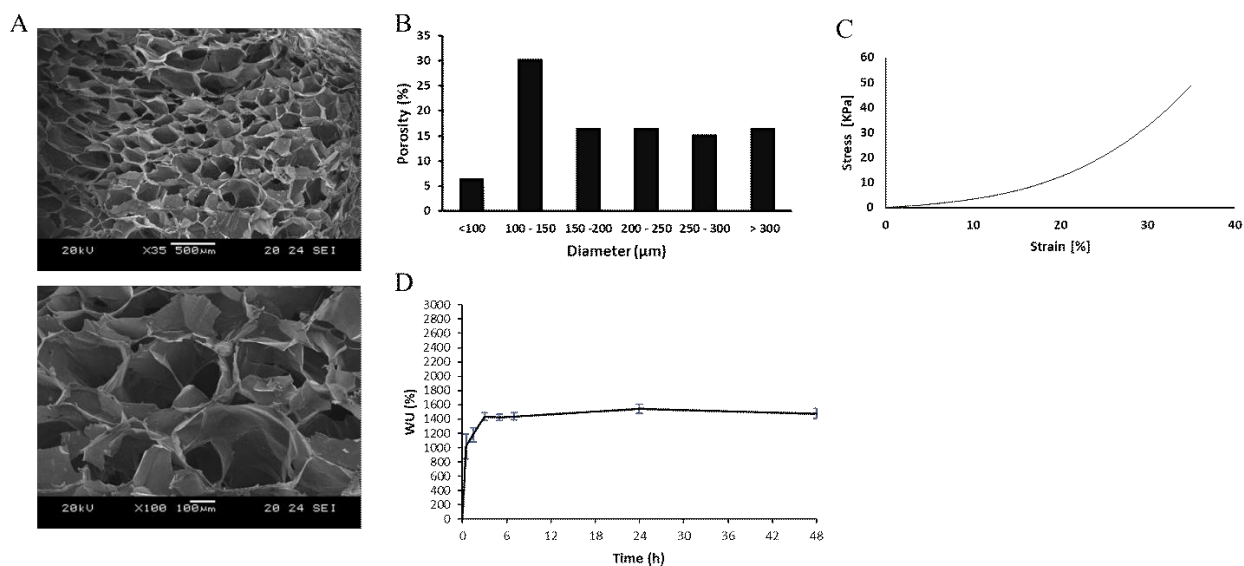 A
20kV X35 500µm 20 24 SEI
20kV X100 100µm 20 24 SEI
B
Porosity (%)
35
30
25
20
15
10
5
0
<100 100 - 150 150 -200 200 - 250 250 - 300 > 300
Diameter (µm)
C
Stress [KPa]
60
50
40
30
20
10
0
0 10 20 30 40
Strain [%]
D
WU (%)
3000
2800
2600
2400
2200
2000
1800
1600
1400
1200
1000
800
600
400
200
0
0 6 12 18 24 30 36 42 48
Time (h)